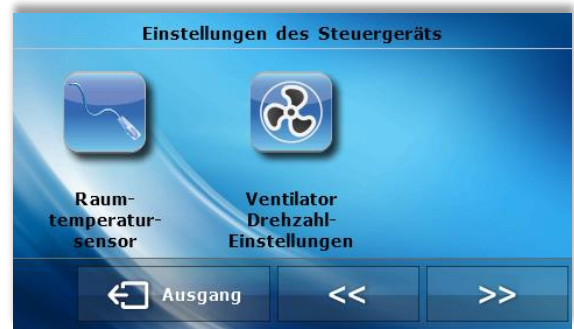 Einstellungen des Steuergeräts
Raum-
temperatur-
sensor
Ventilator
Drehzahl-
Einstellungen
Ausgang
<<
>>